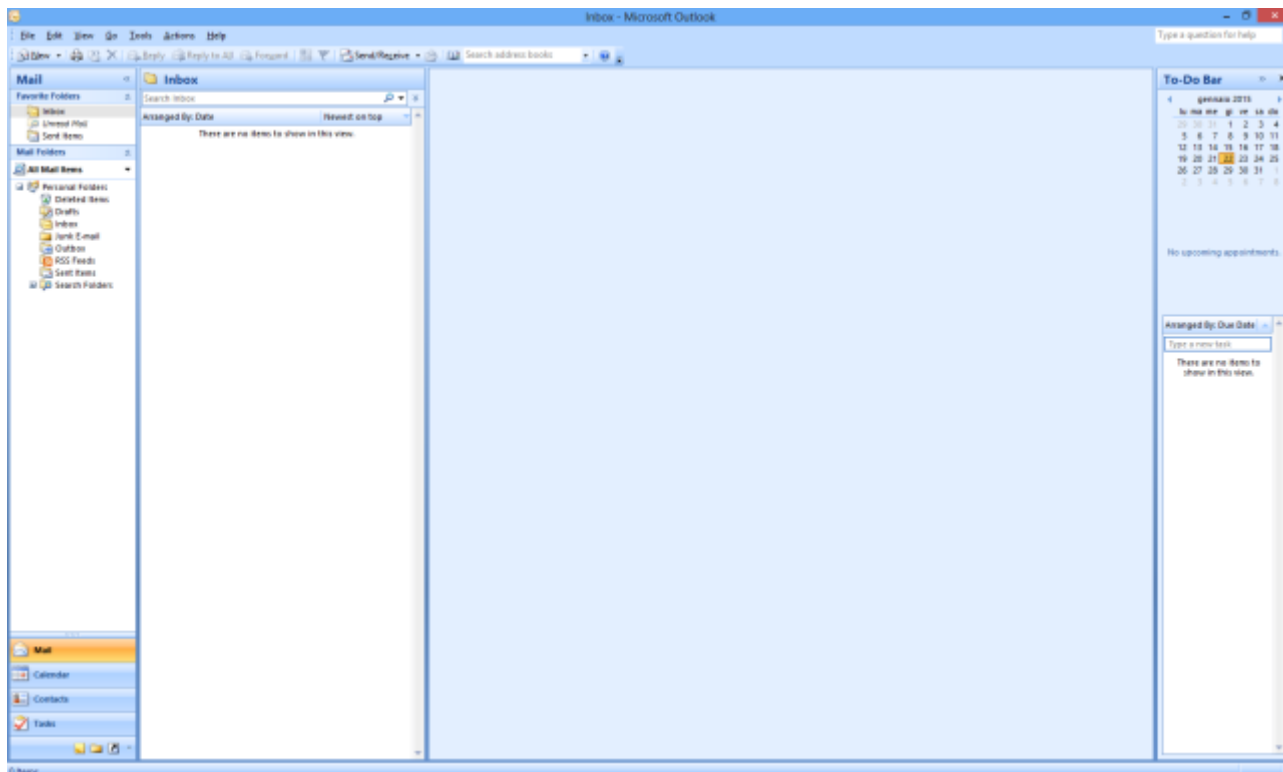 Inbox - Microsoft Outlook
File Edit View Go Tools Actions Help
Type a question for help
New Reply Reply to All Forward Send/Receive Search address books
Mail
Favorite Folders
Inbox
Unread Mail
Sent Items
Mail Folders
All Mail Items
Personal Folders
Deleted Items
Drafts
Inbox
Junk E-mail
Outbox
RSS Feeds
Sent Items
Search Folders
Mail
Calendar
Contacts
Tasks
0 Items
Inbox
Search Inbox
Arranged By: Date Newest on top
There are no items to show in this view.
To-Do Bar
gennaio 2015
lu ma me gi ve sa do
29 30 31 1 2 3 4
5 6 7 8 9 10 11
12 13 14 15 16 17 18
19 20 21 22 23 24 25
26 27 28 29 30 31 1
2 3 4 5 6 7 8
No upcoming appointments.
Arranged By: Due Date
Type a new task
There are no items to
show in this view.